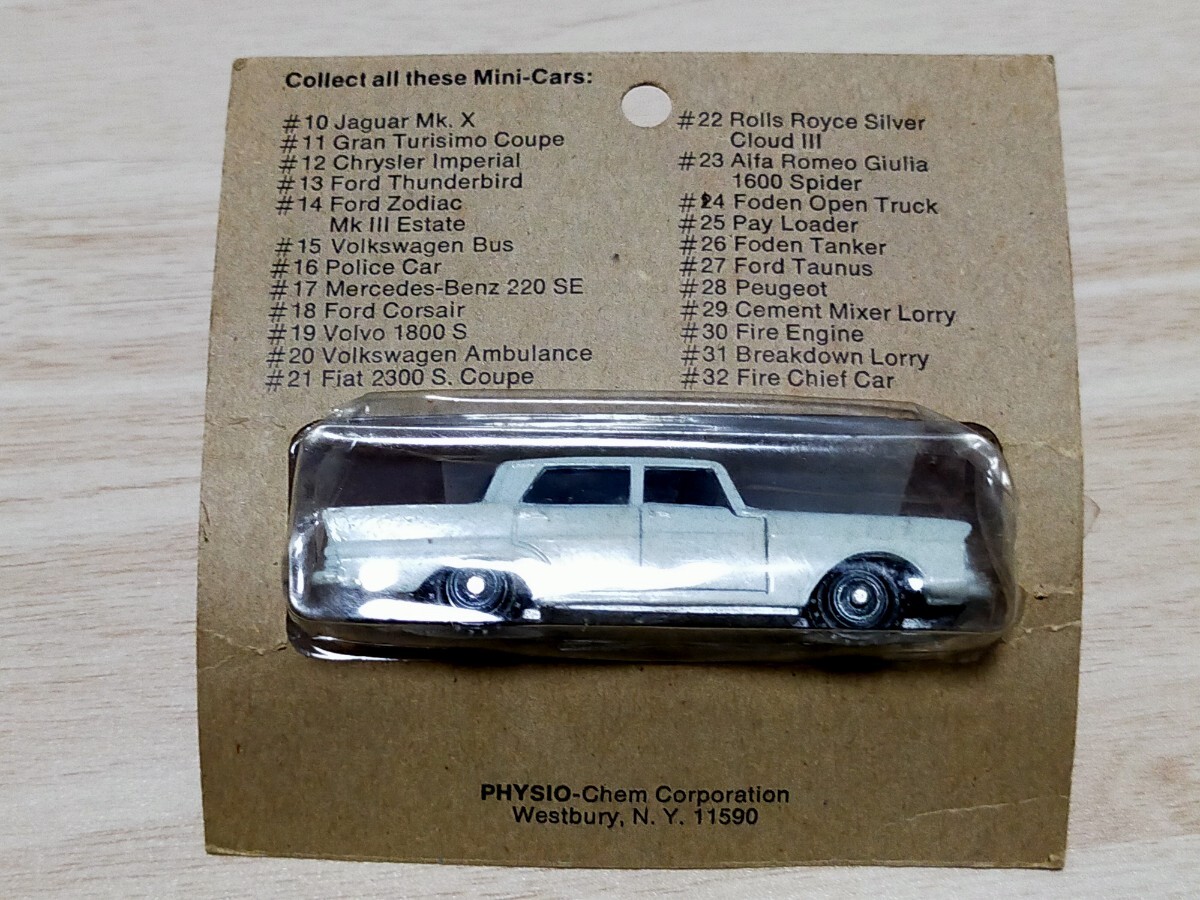 Collect all these Mini-Cars:
#10 Jaguar Mk. X
#11 Gran Turisimo Coupe
#12 Chrysler Imperial
#13 Ford Thunderbird
#14 Ford Zodiac
Mk III Estate
#15 Volkswagen Bus
#16 Police Car
#17 Mercedes-Benz 220 SE
#18 Ford Corsair
#19 Volvo 1800 S
#20 Volkswagen Ambulance
#21 Fiat 2300 S. Coupe
#22 Rolls Royce Silver
Cloud III
#23 Alfa Romeo Giulia
1600 Spider
#24 Foden Open Truck
#25 Pay Loader
#26 Foden Tanker
#27 Ford Taunus
#28 Peugeot
#29 Cement Mixer Lorry
#30 Fire Engine
#31 Breakdown Lorry
#32 Fire Chief Car
PHYSIO-Chem Corporation
Westbury, N. Y. 11590